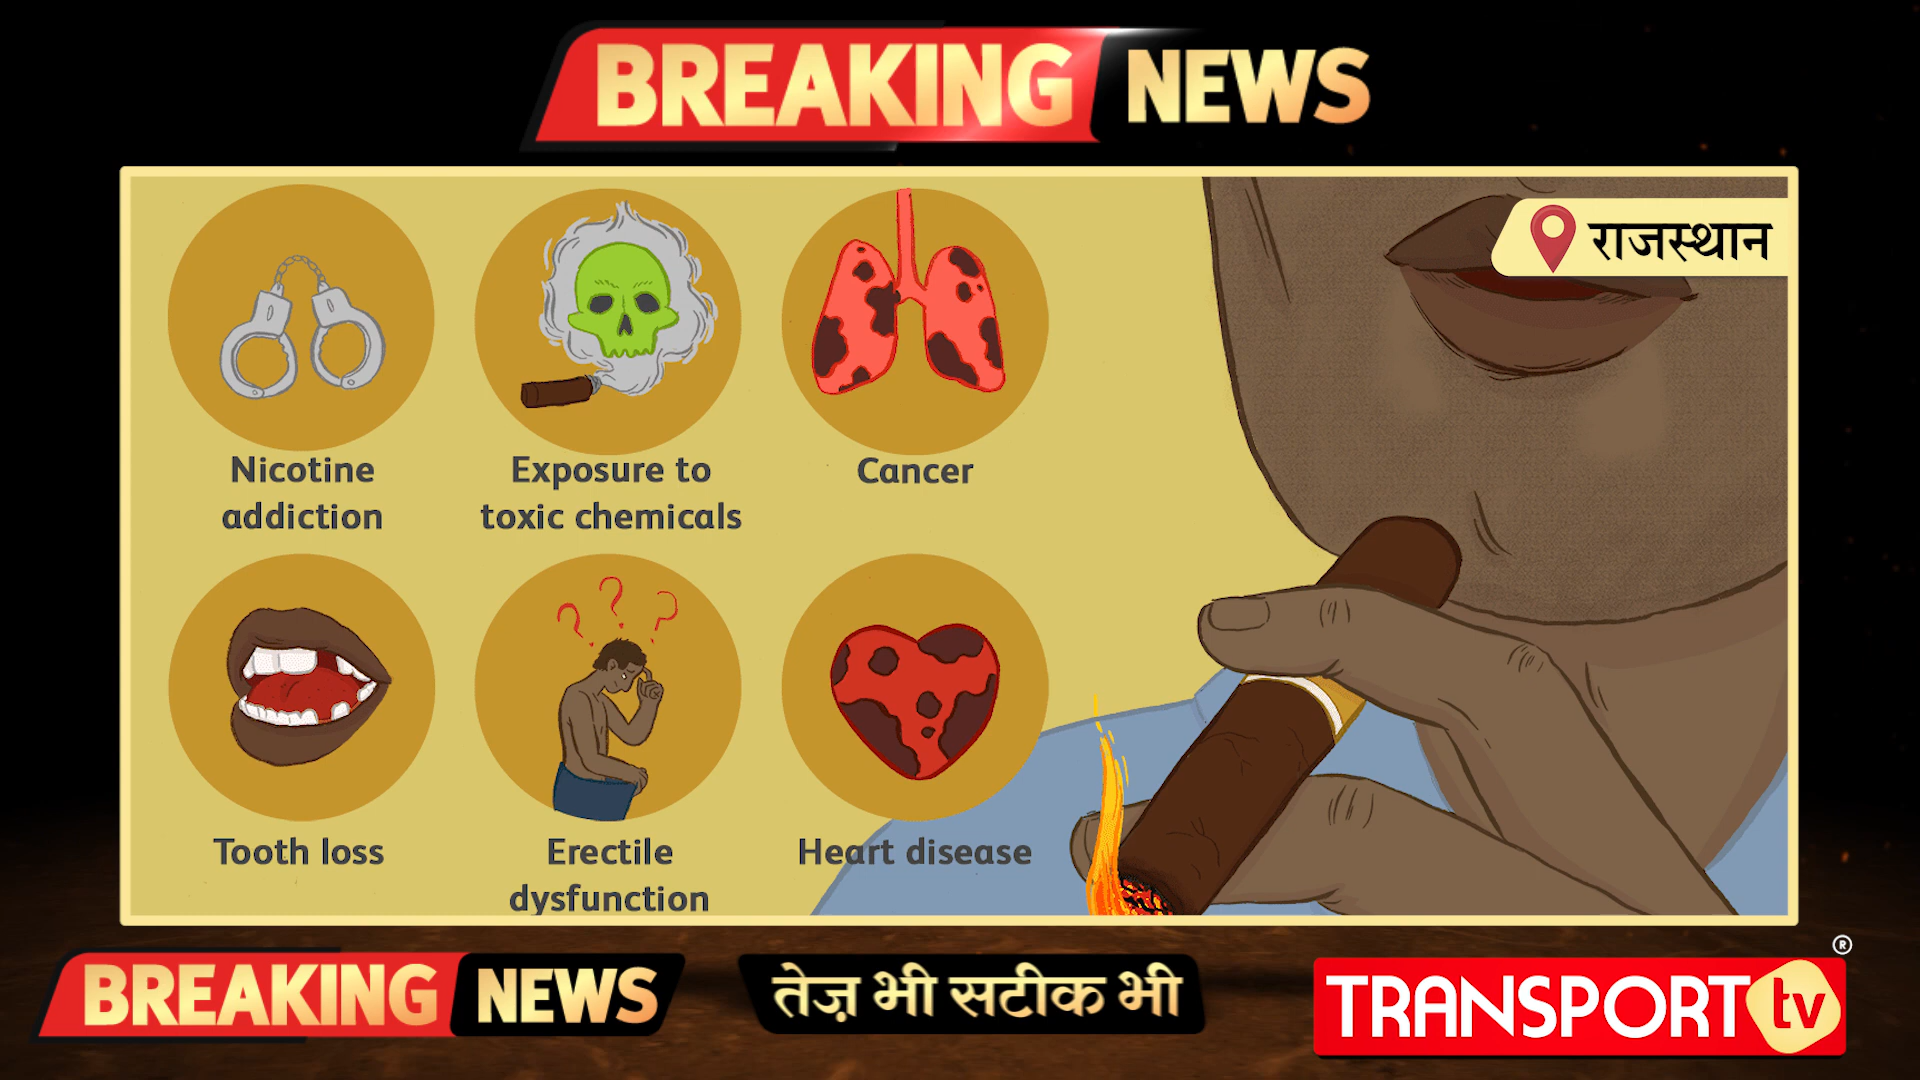 BREAKING NEWS
राजस्थान
Nicotine
addiction
Exposure to
toxic chemicals
Cancer
Tooth loss
Erectile
dysfunction
Heart disease
BREAKING NEWS
तेज़ भी सटीक भी
TRANSPORT tv
®